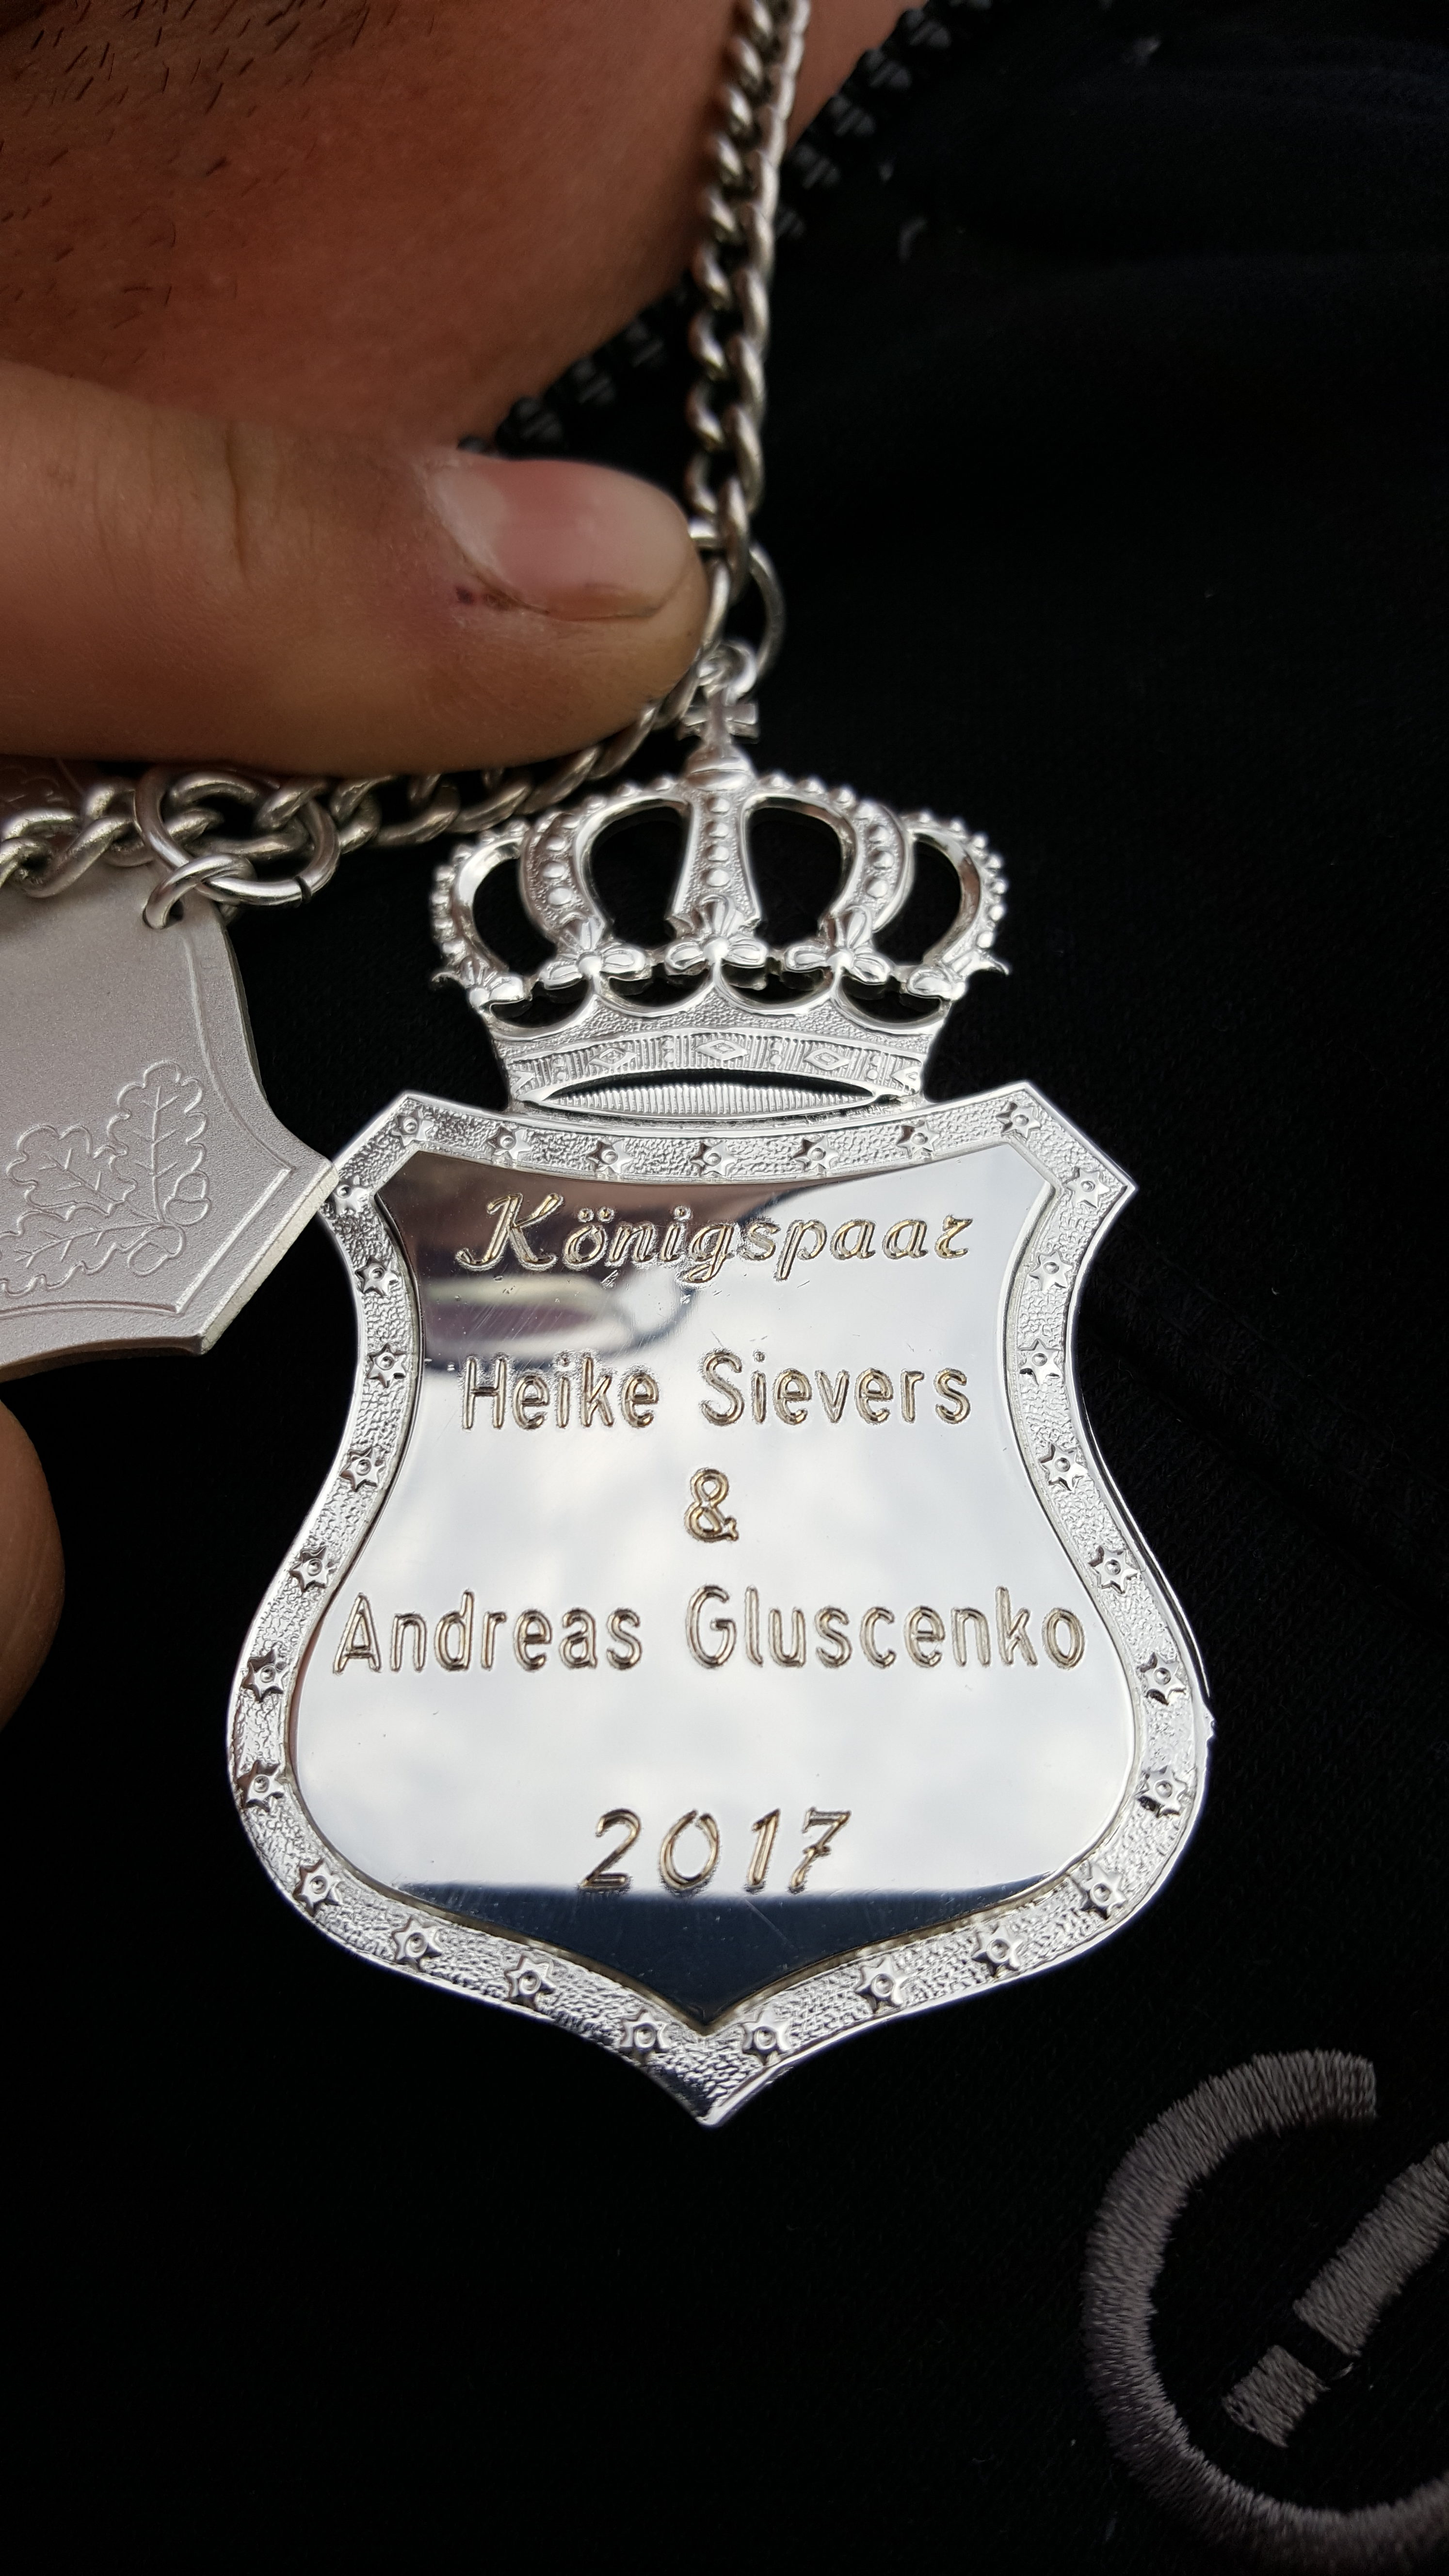 Königspaar
Heike Sievers
&
Andreas Gluscenko
2017